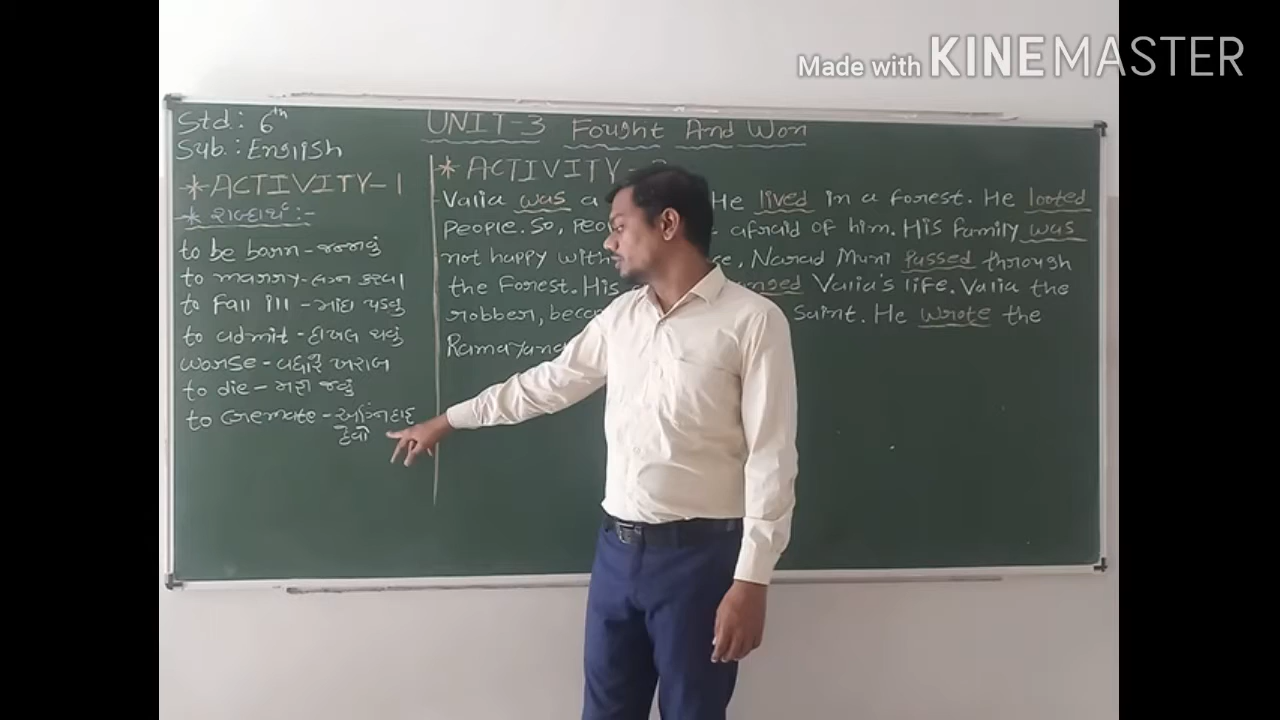 Made with KINEMASTER
Std.: 6th
Sub.: English
UNIT-3 Fought And Won
* ACTIVITY-1
* શબ્દાર્થ:-
to be born - જન્મવું
to marry - લગ્ન કરવા
to fall ill - માંદા પડવું
to admit - દાખલ થવું
worse - વધારે ખરાબ
to die - મરી જવું
to cremate - અગ્નિદાહ
દેવો
* ACTIVITY
Valia was a He lived in a forest. He looted
people. So, afraid of him. His family was
not happy with Narad Muni passed through
the forest. His Valia's life. Valia the
robber, Saint. He wrote the
Ramayana